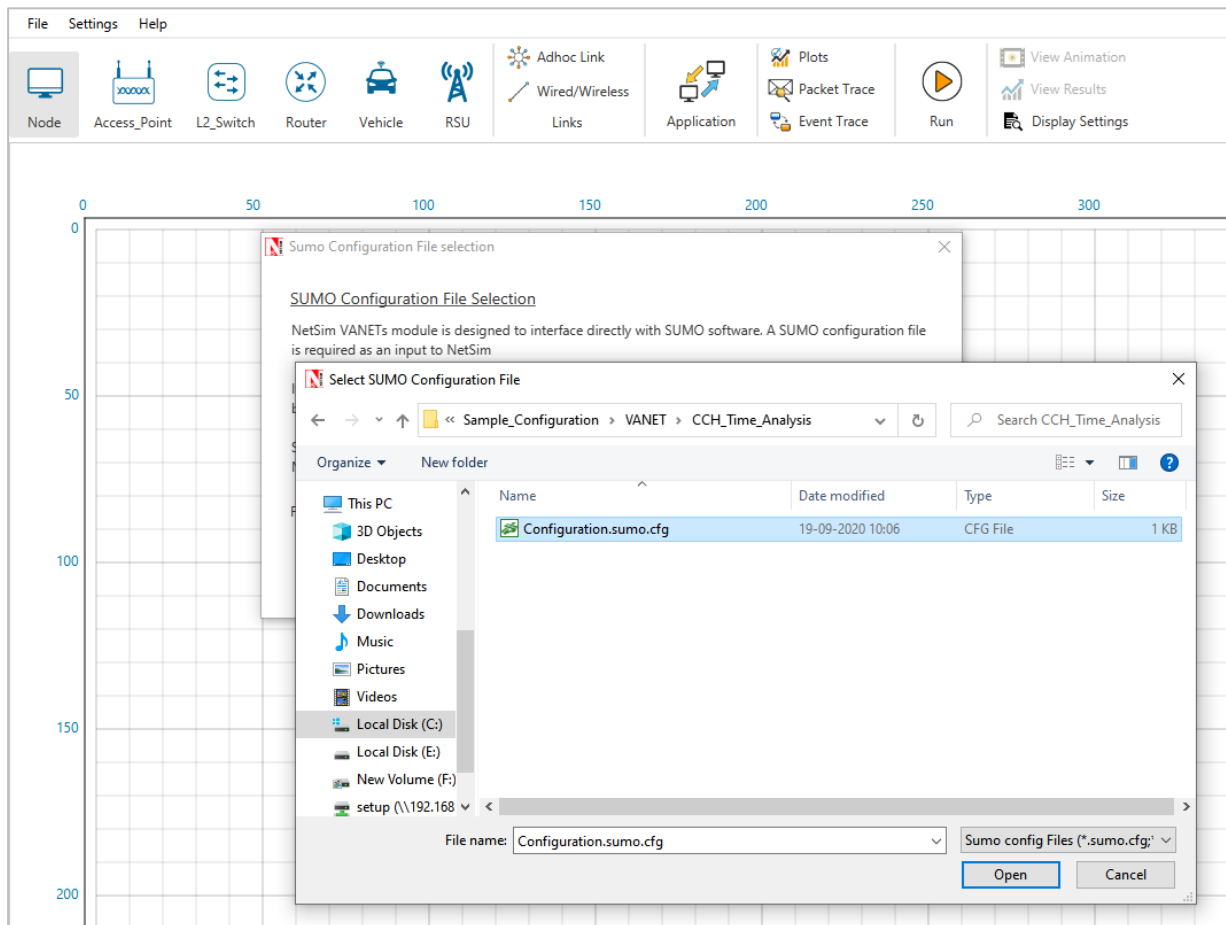 File Settings Help
Adhoc Link
Wired/Wireless
Plots
Packet Trace
Event Trace
View Animation
View Results
Display Settings
Node Access_Point L2_Switch Router Vehicle RSU Links Application Run
0 50 100 150 200 250 300
0
50
100
150
200
Sumo Configuration File selection
SUMO Configuration File Selection
NetSim VANETs module is designed to interface directly with SUMO software. A SUMO configuration file
is required as an input to NetSim
Select SUMO Configuration File
« Sample_Configuration › VANET › CCH_Time_Analysis
Search CCH_Time_Analysis
Organize New folder
Name Date modified Type Size
Configuration.sumo.cfg 19-09-2020 10:06 CFG File 1 KB
This PC
3D Objects
Desktop
Documents
Downloads
Music
Pictures
Videos
Local Disk (C:)
Local Disk (E:)
New Volume (F:)
setup (\\192.168
File name: Configuration.sumo.cfg Sumo config Files (*.sumo.cfg;*
Open Cancel